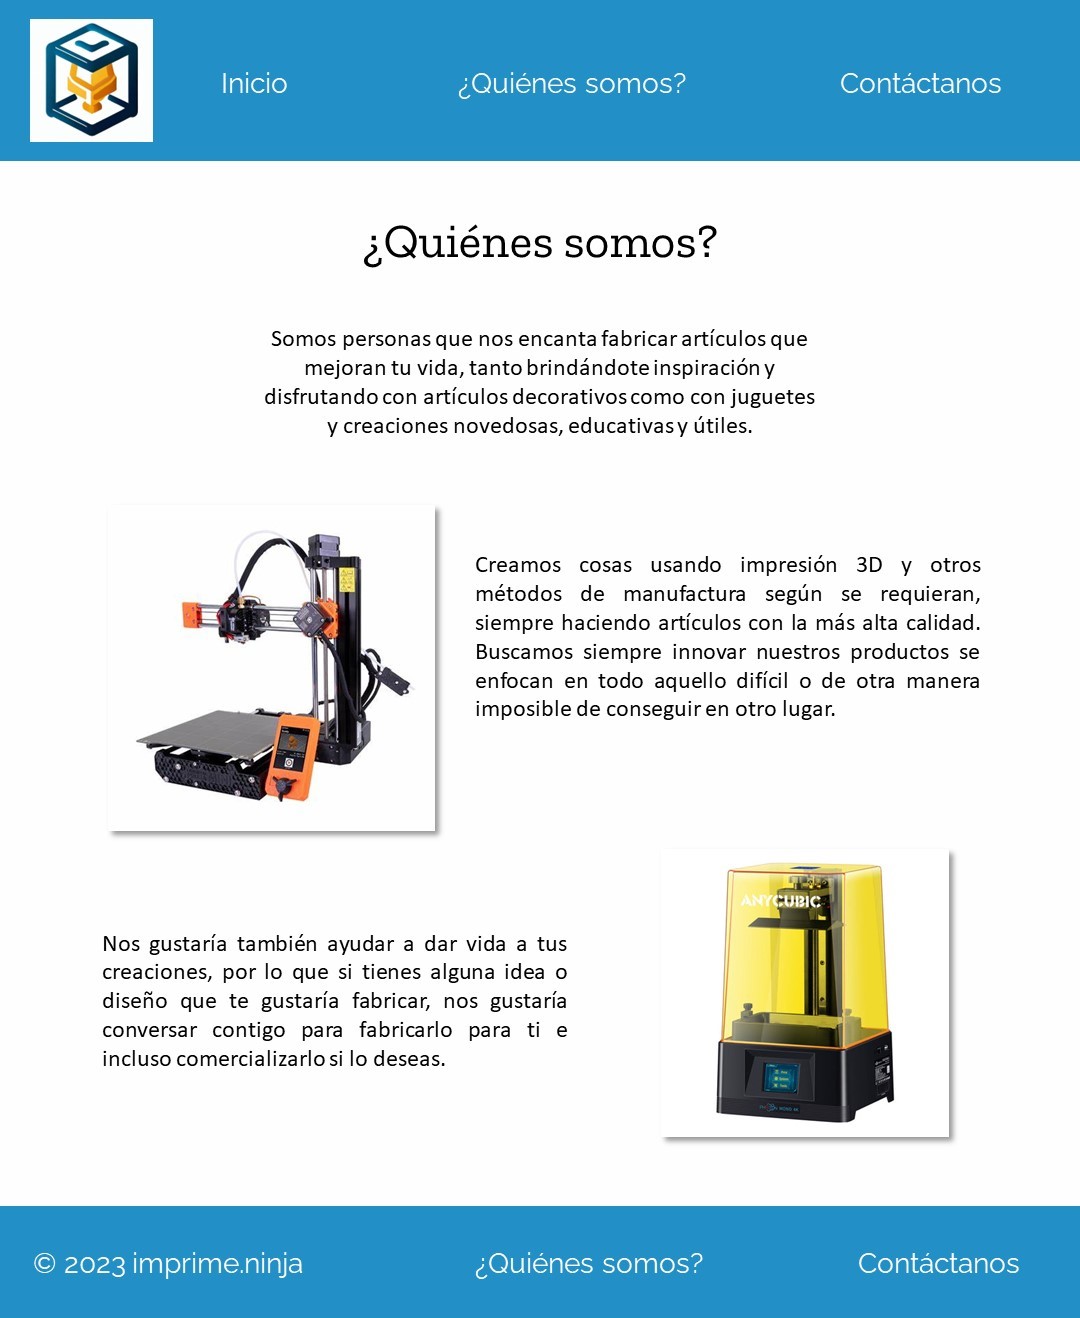 Inicio
¿Quiénes somos?
Contáctanos
¿Quiénes somos?
Somos personas que nos encanta fabricar artículos que
mejoran tu vida, tanto brindándote inspiración y
disfrutando con artículos decorativos como con juguetes
y creaciones novedosas, educativas y útiles.
Creamos cosas usando impresión 3D y otros
métodos de manufactura según se requieran,
siempre haciendo artículos con la más alta calidad.
Buscamos siempre innovar nuestros productos se
enfocan en todo aquello difícil o de otra manera
imposible de conseguir en otro lugar.
ANYCUBIC
Nos gustaría también ayudar a dar vida a tus
creaciones, por lo que si tienes alguna idea o
diseño que te gustaría fabricar, nos gustaría
conversar contigo para fabricarlo para ti e
incluso comercializarlo si lo deseas.
© 2023 imprime.ninja
¿Quiénes somos?
Contáctanos